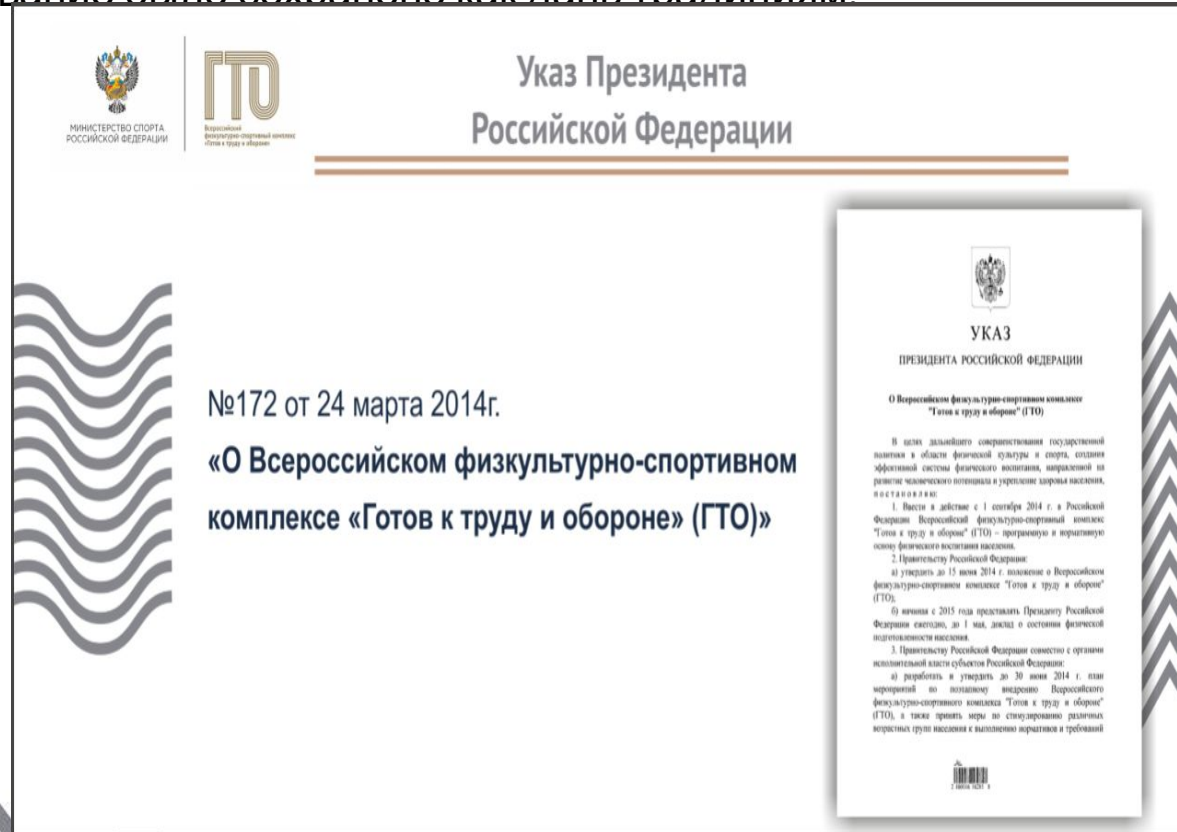 МИНИСТЕРСТВО СПОРТА
РОССИЙСКОЙ ФЕДЕРАЦИИ
ГТО
Всероссийский
физкультурно-спортивный комплекс
«Готов к труду и обороне»
Указ Президента
Российской Федерации
№172 от 24 марта 2014г.
«О Всероссийском физкультурно-спортивном
комплексе «Готов к труду и обороне» (ГТО)»
УКАЗ
ПРЕЗИДЕНТА РОССИЙСКОЙ ФЕДЕРАЦИИ
О Всероссийском физкультурно-спортивном комплексе
"Готов к труду и обороне" (ГТО)
В целях дальнейшего совершенствования государственной
политики в области физической культуры и спорта, создания
эффективной системы физического воспитания, направленной на
развитие человеческого потенциала и укрепление здоровья населения,
постановляю:
1. Ввести в действие с 1 сентября 2014 г. в Российской
Федерации Всероссийский физкультурно-спортивный комплекс
"Готов к труду и обороне" (ГТО) – программную и нормативную
основу физического воспитания населения.
2. Правительству Российской Федерации:
а) утвердить до 15 июня 2014 г. положение о Всероссийском
физкультурно-спортивном комплексе "Готов к труду и обороне"
(ГТО);
б) начиная с 2015 года представлять Президенту Российской
Федерации ежегодно, до 1 мая, доклад о состоянии физической
подготовленности населения.
3. Правительству Российской Федерации совместно с органами
исполнительной власти субъектов Российской Федерации:
а) разработать и утвердить до 30 июня 2014 г. план
мероприятий по поэтапному внедрению Всероссийского
физкультурно-спортивного комплекса "Готов к труду и обороне"
(ГТО), а также принять меры по стимулированию различных
возрастных групп населения к выполнению нормативов и требований